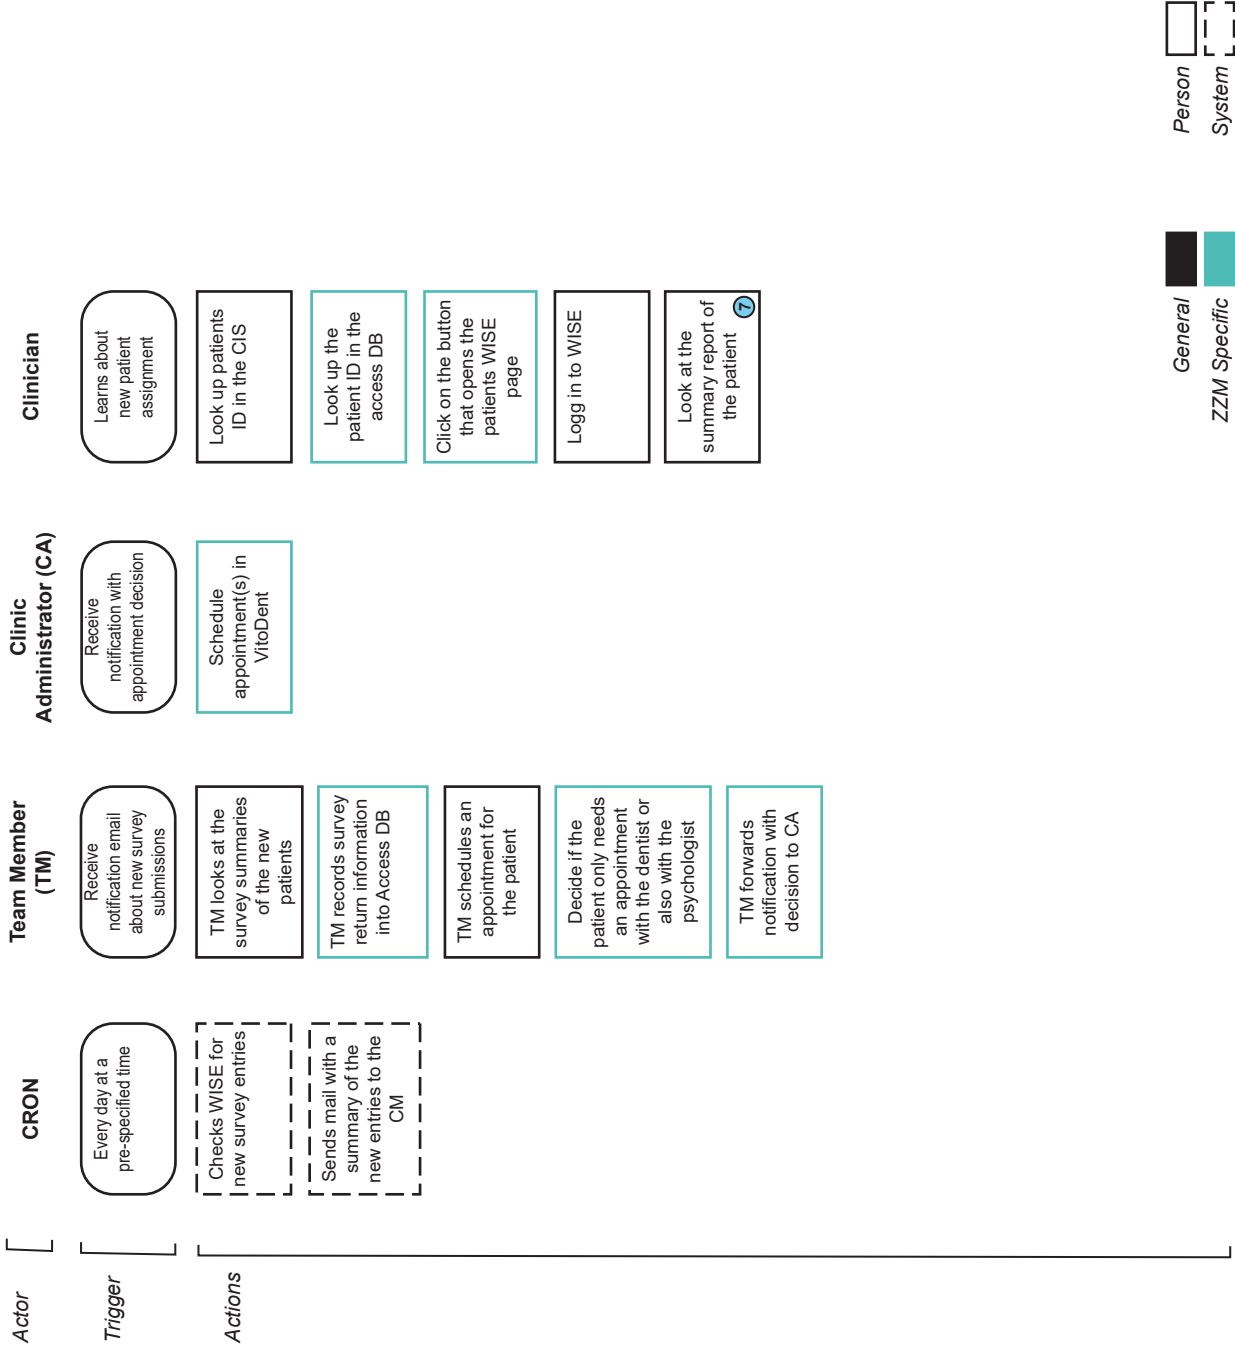 Actor
CRON
Team Member
(TM)
Clinic
Administrator (CA)
Clinician
Trigger
Every day at a
pre-specified time
Receive
notification email
about new survey
submissions
Receive
notification with
appointment decision
Learns about
new patient
assignment
Actions
Checks WISE for
new survey entries
Sends mail with a
summary of the
new entries to the
CM
TM looks at the
survey summaries
of the new
patients
TM records survey
return information
into Access DB
TM schedules an
appointment for
the patient
Decide if the
patient only needs
an appointment
with the dentist or
also with the
psychologist
TM forwards
notification with
decision to CA
Schedule
appointment(s) in
VitoDent
Look up patients
ID in the CIS
Look up the
patient ID in the
access DB
Click on the button
that opens the
patients WISE
page
Logg in to WISE
Look at the
summary report of
the patient
7
General
ZZM Specific
Person
System